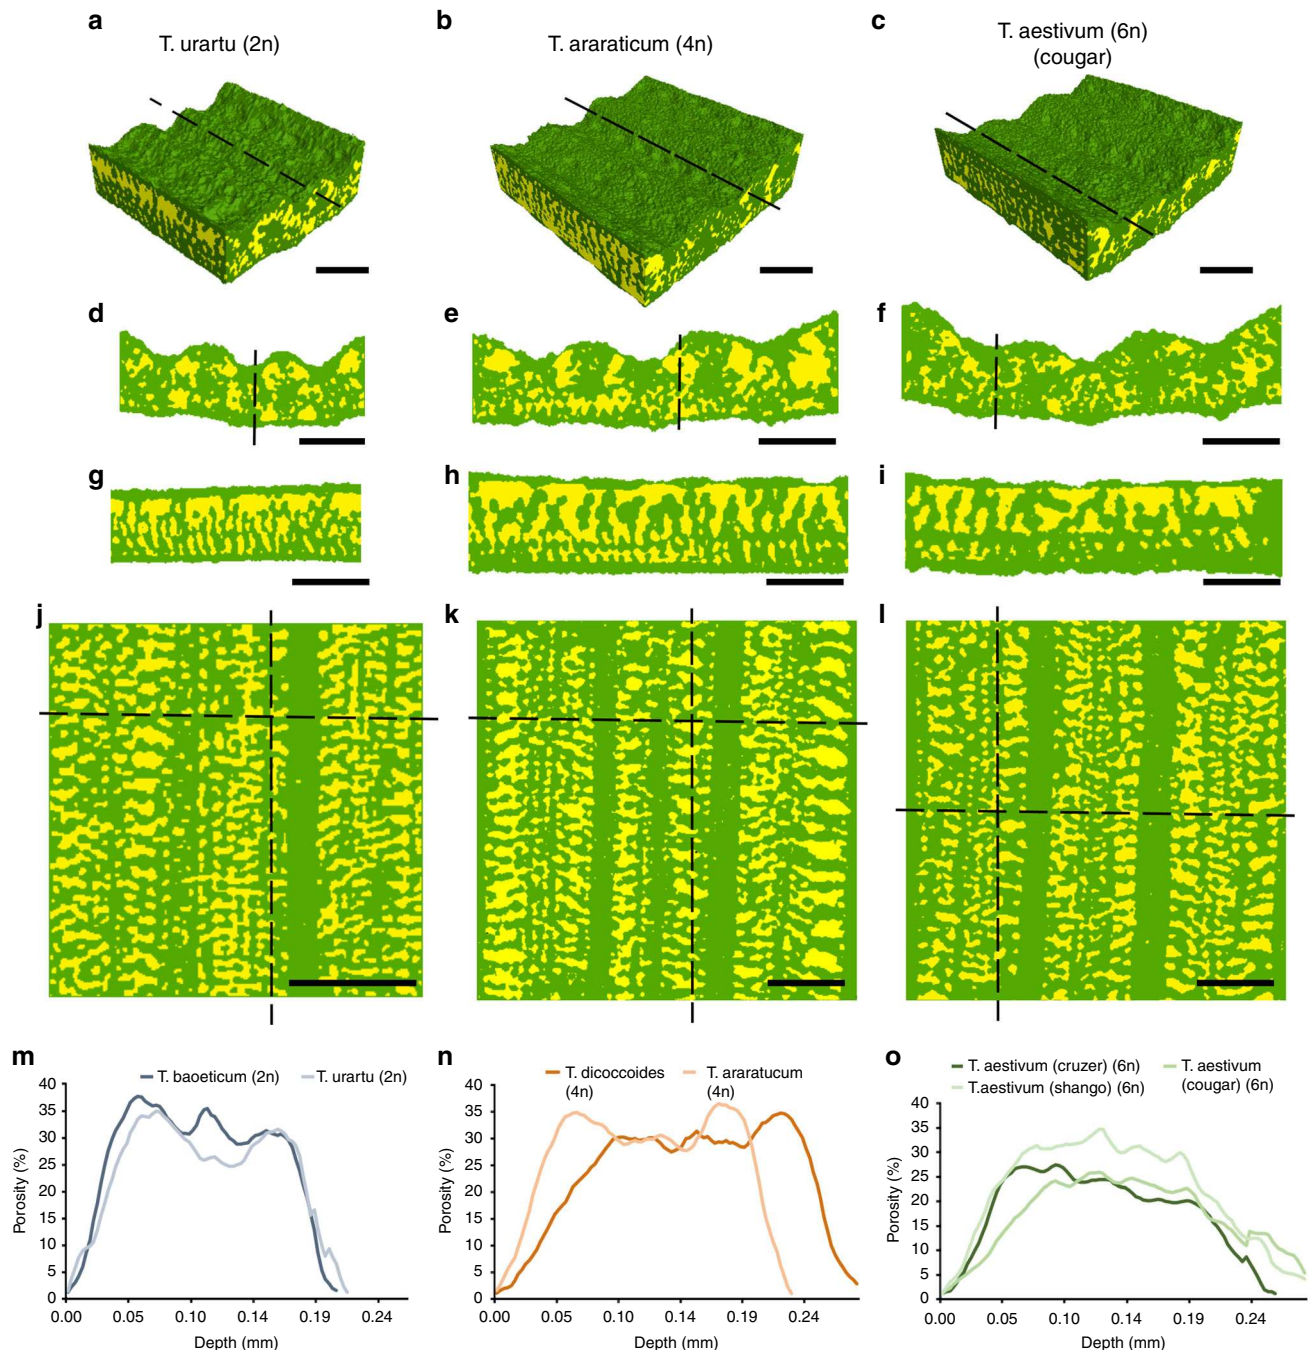 a
T. urartu (2n)
b
T. araraticum (4n)
c
T. aestivum (6n)
(cougar)
d
e
f
g
h
i
j
k
l
m
T. baoeticum (2n)
T. urartu (2n)
40
35
30
25
20
15
10
5
0
Porosity (%)
0.00
0.05
0.10
0.14
0.19
0.24
Depth (mm)
n
T. dicoccoides
(4n)
T. araratucum
(4n)
40
35
30
25
20
15
10
5
0
Porosity (%)
0.00
0.05
0.10
0.14
0.19
0.24
Depth (mm)
o
T. aestivum (cruzer) (6n)
T.aestivum (shango) (6n)
T. aestivum
(cougar) (6n)
40
35
30
25
20
15
10
5
0
Porosity (%)
0.00
0.05
0.10
0.14
0.19
0.24
Depth (mm)